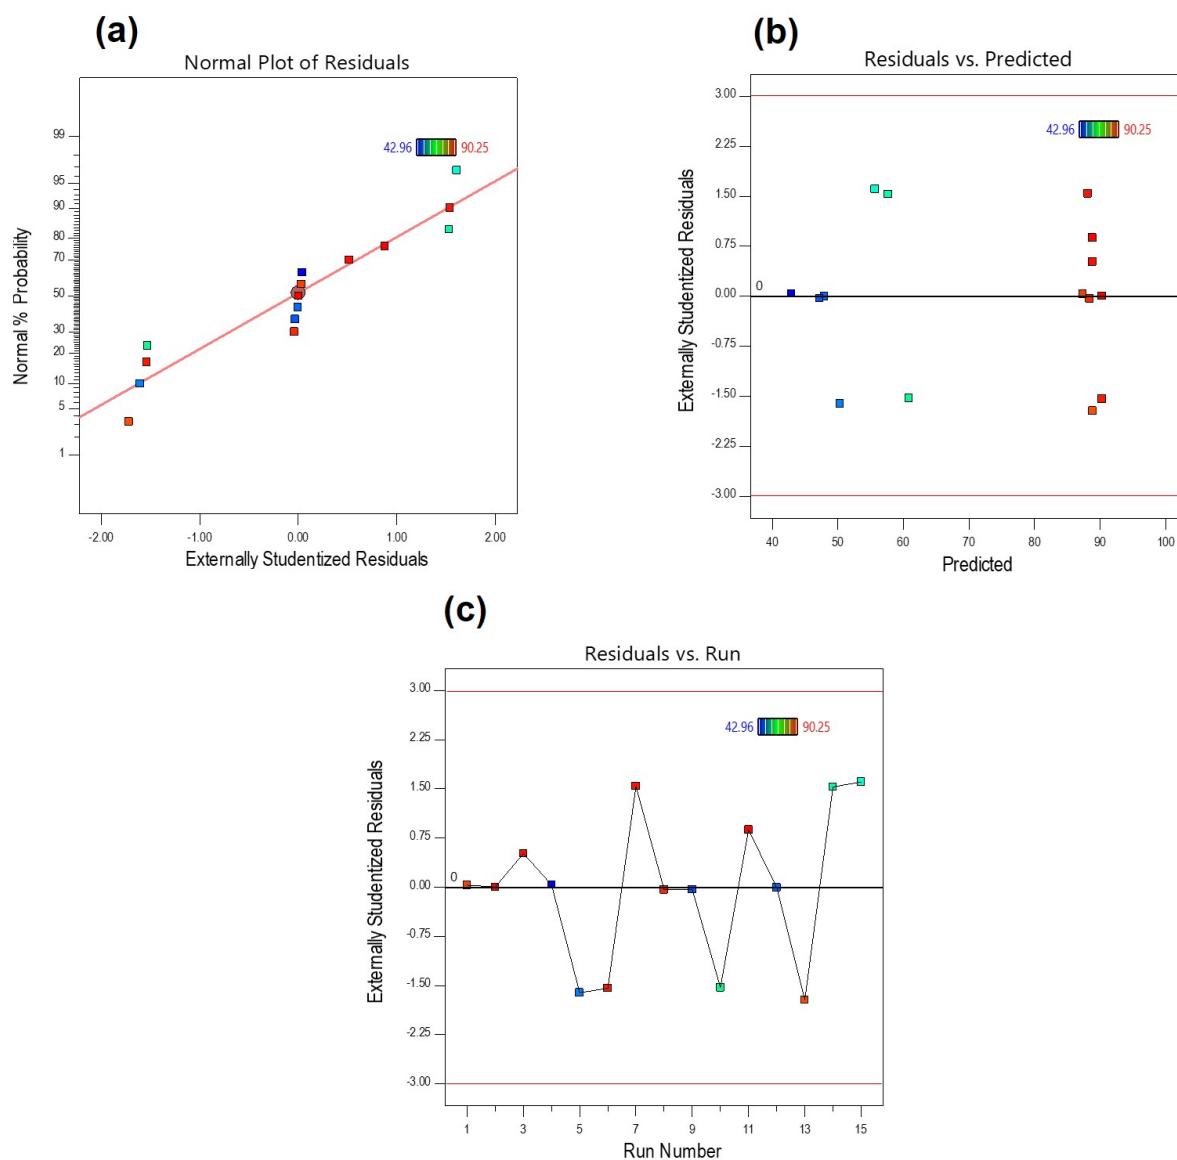 (a)
Normal Plot of Residuals
42.96 90.25
Normal % Probability
99
95
90
80
70
50
30
20
10
5
1
-2.00 -1.00 0.00 1.00 2.00
Externally Studentized Residuals
(b)
Residuals vs. Predicted
42.96 90.25
Externally Studentized Residuals
3.00
2.25
1.50
0.75
0.00
-0.75
-1.50
-2.25
-3.00
0
40 50 60 70 80 90 100
Predicted
(c)
Residuals vs. Run
42.96 90.25
Externally Studentized Residuals
3.00
2.25
1.50
0.75
0.00
-0.75
-1.50
-2.25
-3.00
0
1 3 5 7 9 11 13 15
Run Number